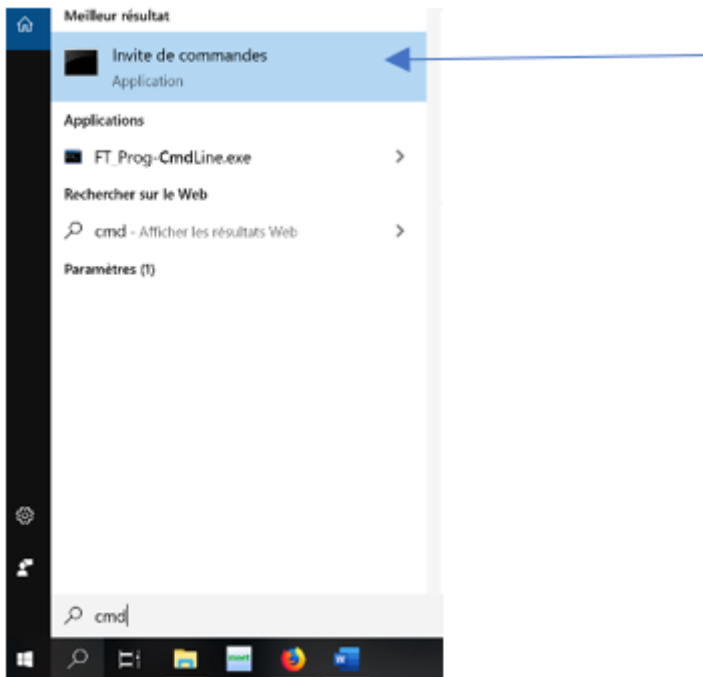 Meilleur résultat
Invite de commandes
Application
Applications
FT_Prog-CmdLine.exe
Rechercher sur le Web
cmd - Afficher les résultats Web
Paramètres (1)
cmd